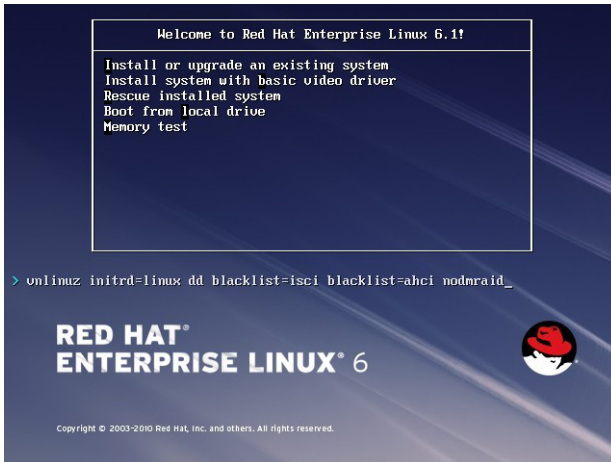 Welcome to Red Hat Enterprise Linux 6.1!
Install or upgrade an existing system
Install system with basic video driver
Rescue installed system
Boot from local drive
Memory test
> vmlinuz initrd=linux dd blacklist=isci blacklist=ahci nodmraid_
RED HAT®
ENTERPRISE LINUX® 6
Copyright © 2003-2010 Red Hat, Inc. and others. All rights reserved.